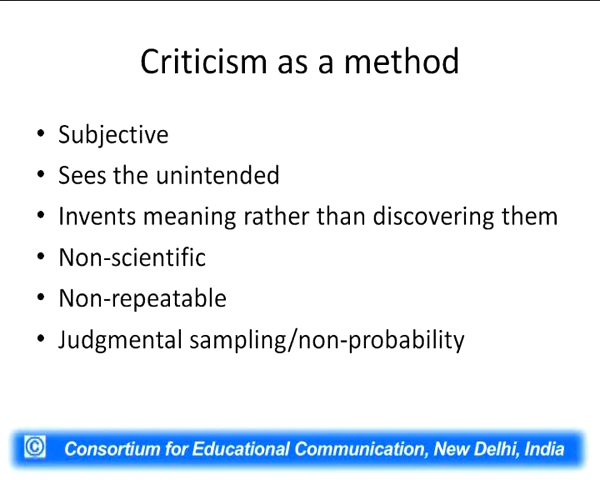 Criticism as a method
• Subjective
• Sees the unintended
• Invents meaning rather than discovering them
• Non-scientific
• Non-repeatable
• Judgmental sampling/non-probability
© Consortium for Educational Communication, New Delhi, India